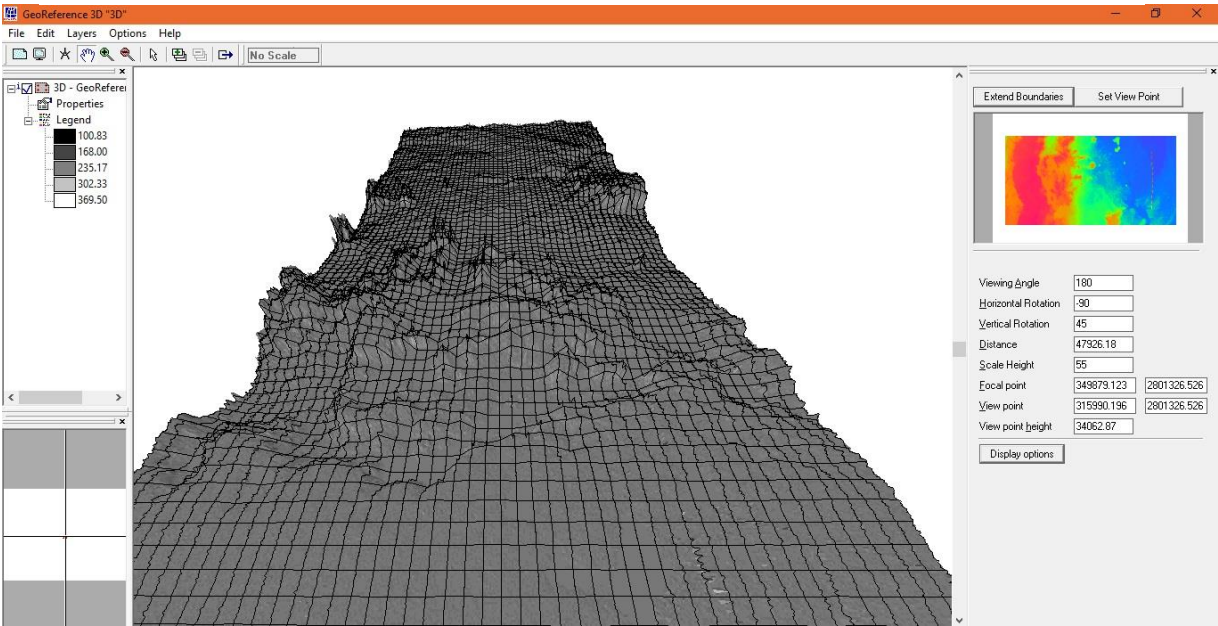 GeoReference 3D "3D"
File Edit Layers Options Help
No Scale
3D - GeoReferer
Properties
Legend
100.83
168.00
235.17
302.33
369.50
Extend Boundaries Set View Point
Viewing Angle 180
Horizontal Rotation -90
Vertical Rotation 45
Distance 47926.18
Scale Height 55
Focal point 349879.123 2801326.526
View point 315990.196 2801326.526
View point height 34062.87
Display options